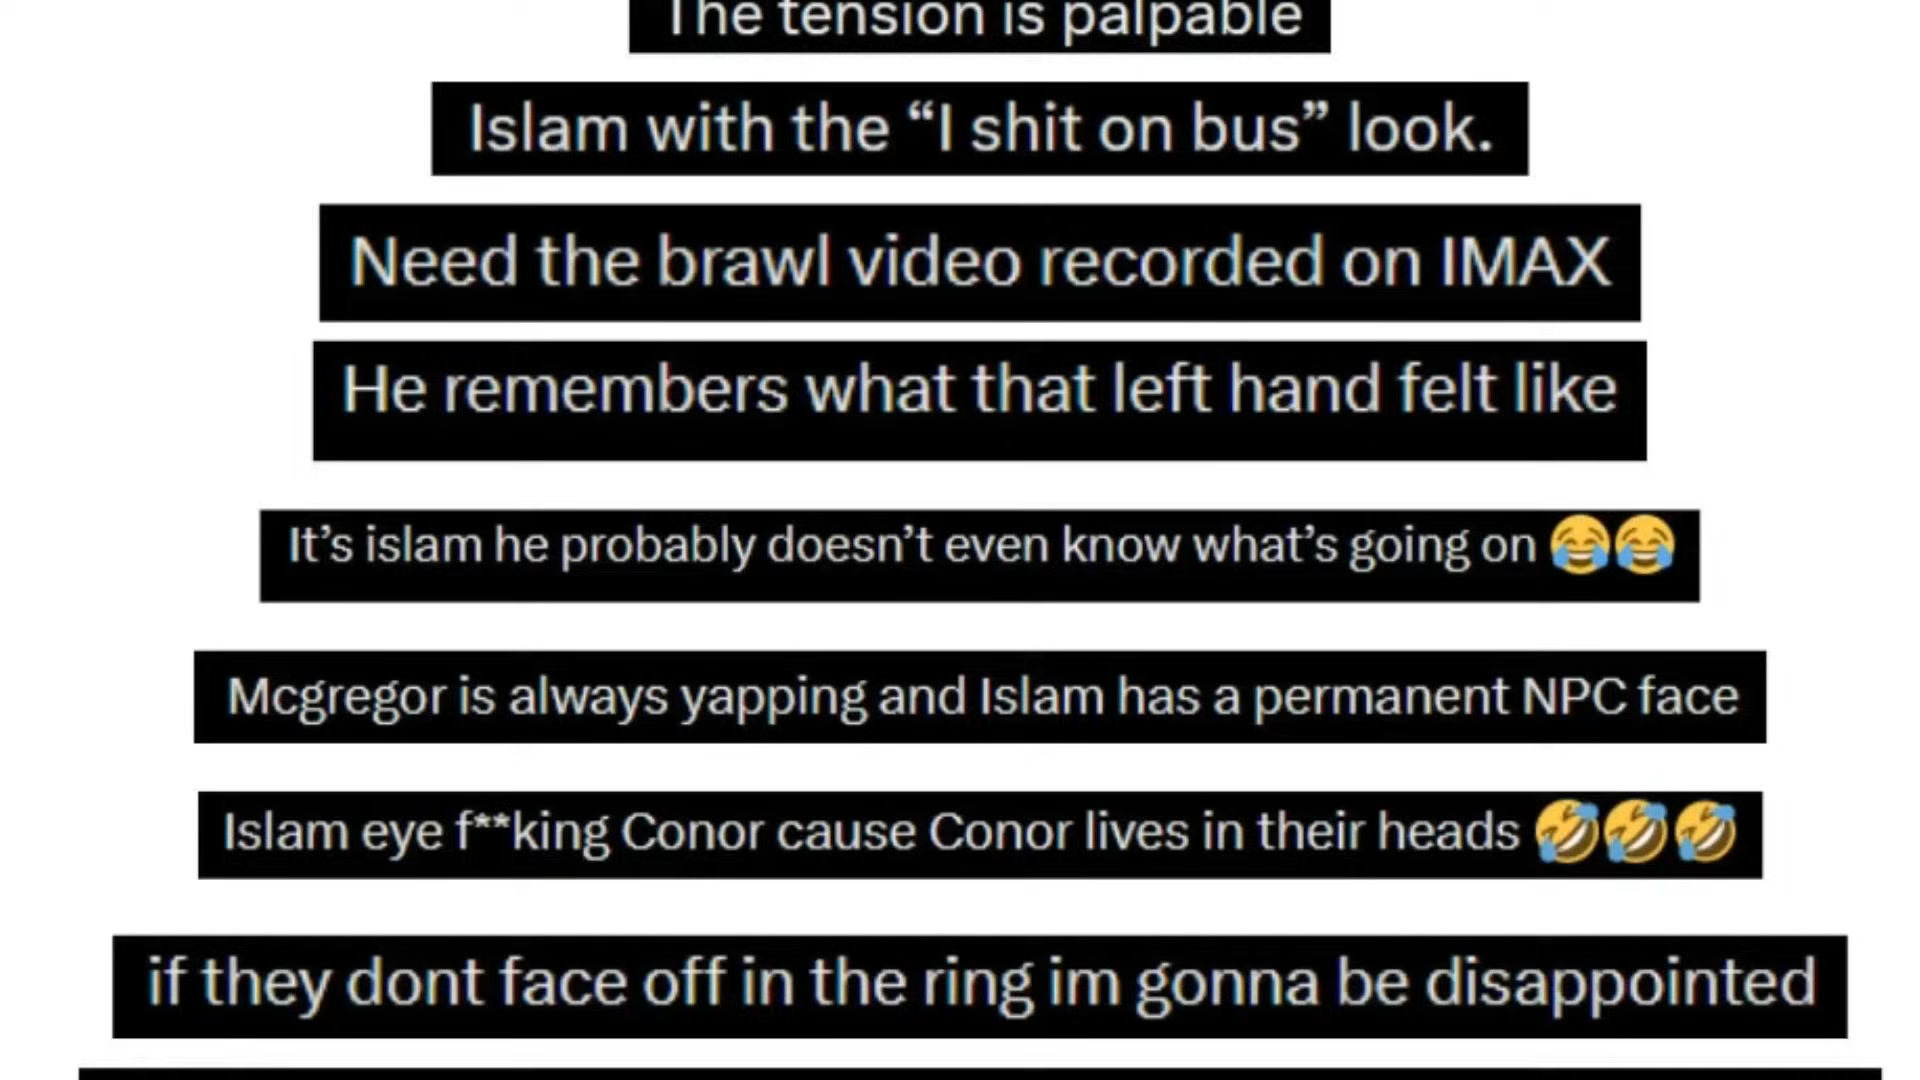 The tension is palpable
Islam with the “I shit on bus” look.
Need the brawl video recorded on IMAX
He remembers what that left hand felt like
It’s islam he probably doesn’t even know what’s going on 😂😂
Mcgregor is always yapping and Islam has a permanent NPC face
Islam eye f**king Conor cause Conor lives in their heads 🤣🤣🤣
if they dont face off in the ring im gonna be disappointed